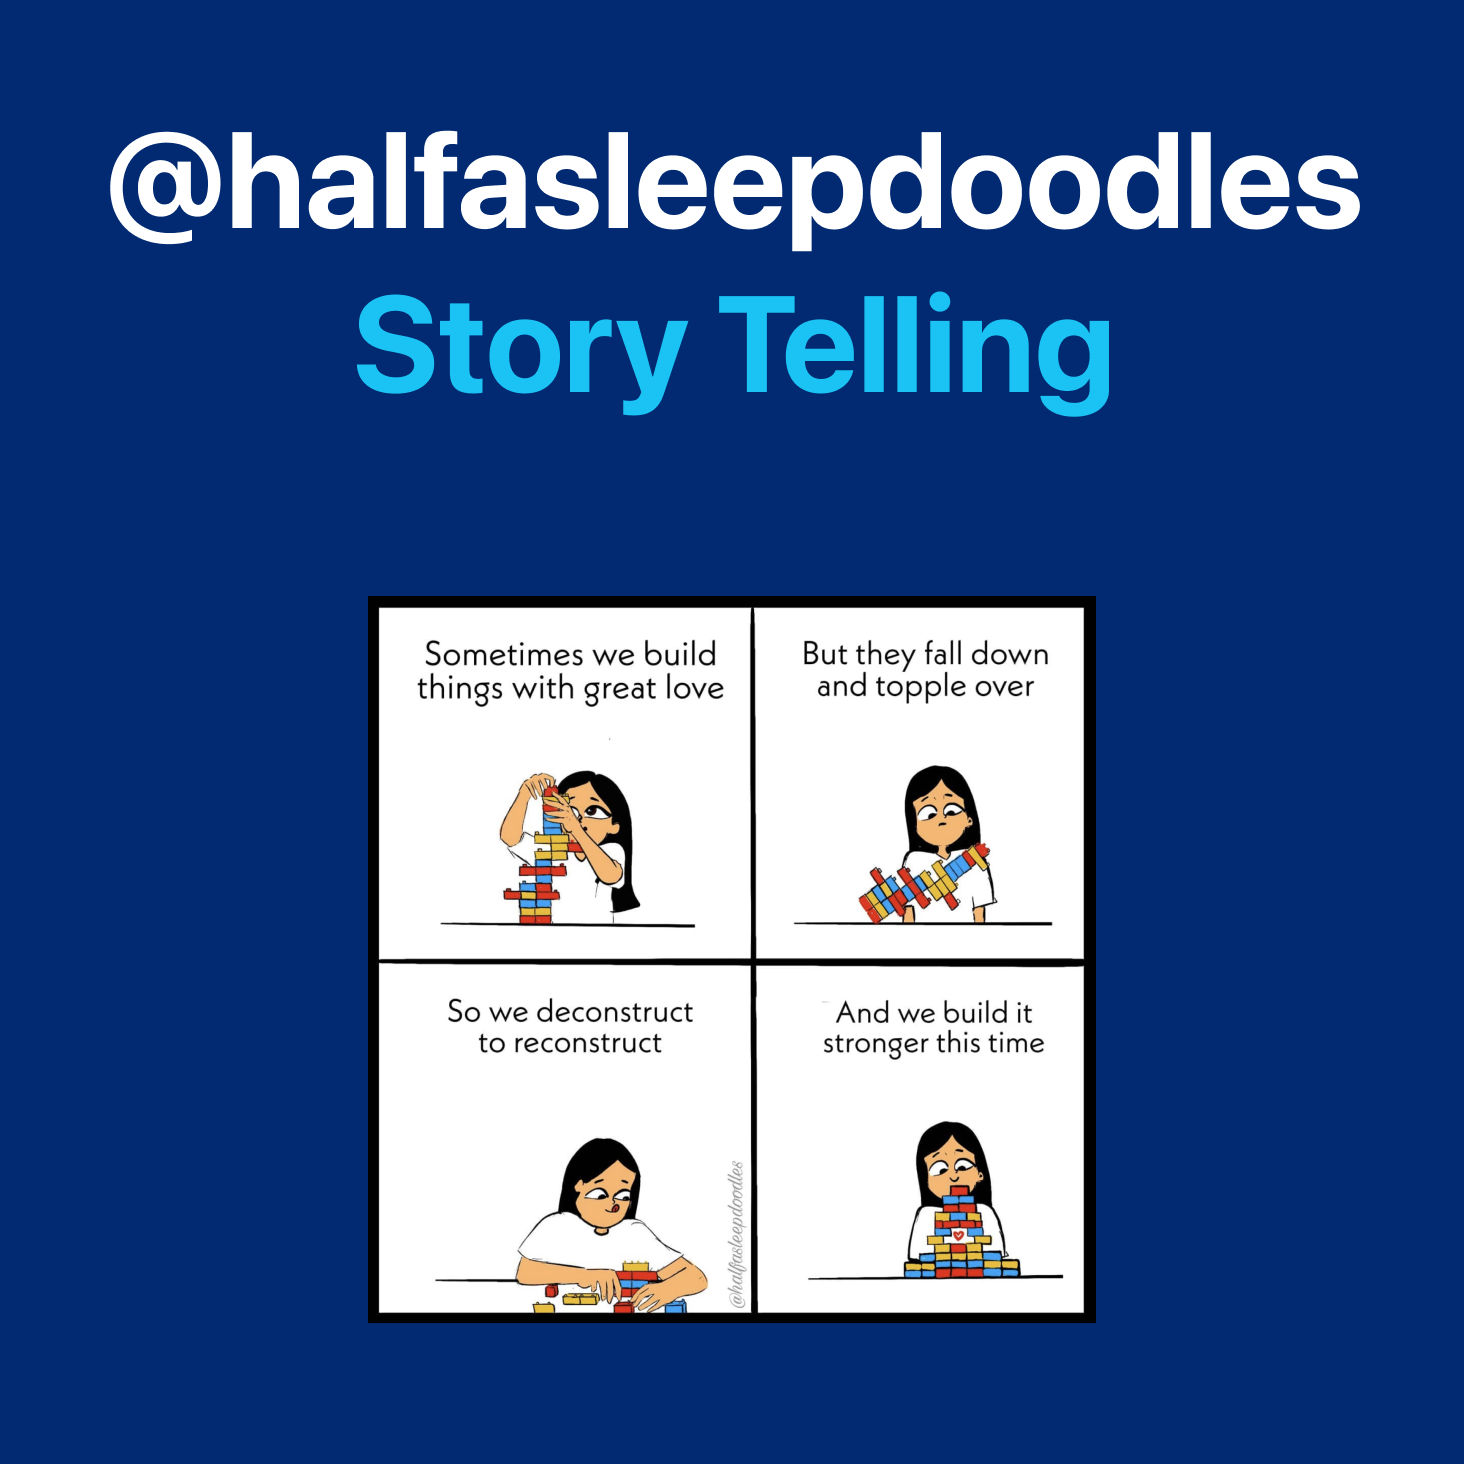 @halfasleepdoodles
Story Telling
Sometimes we build
things with great love
But they fall down
and topple over
So we deconstruct
to reconstruct
@halfasleepdoodles
And we build it
stronger this time